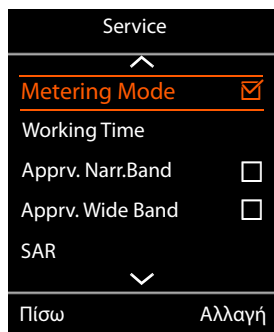 Service
Metering Mode
Working Time
Apprv. Narr.Band
Apprv. Wide Band
SAR
Πίσω Αλλαγή